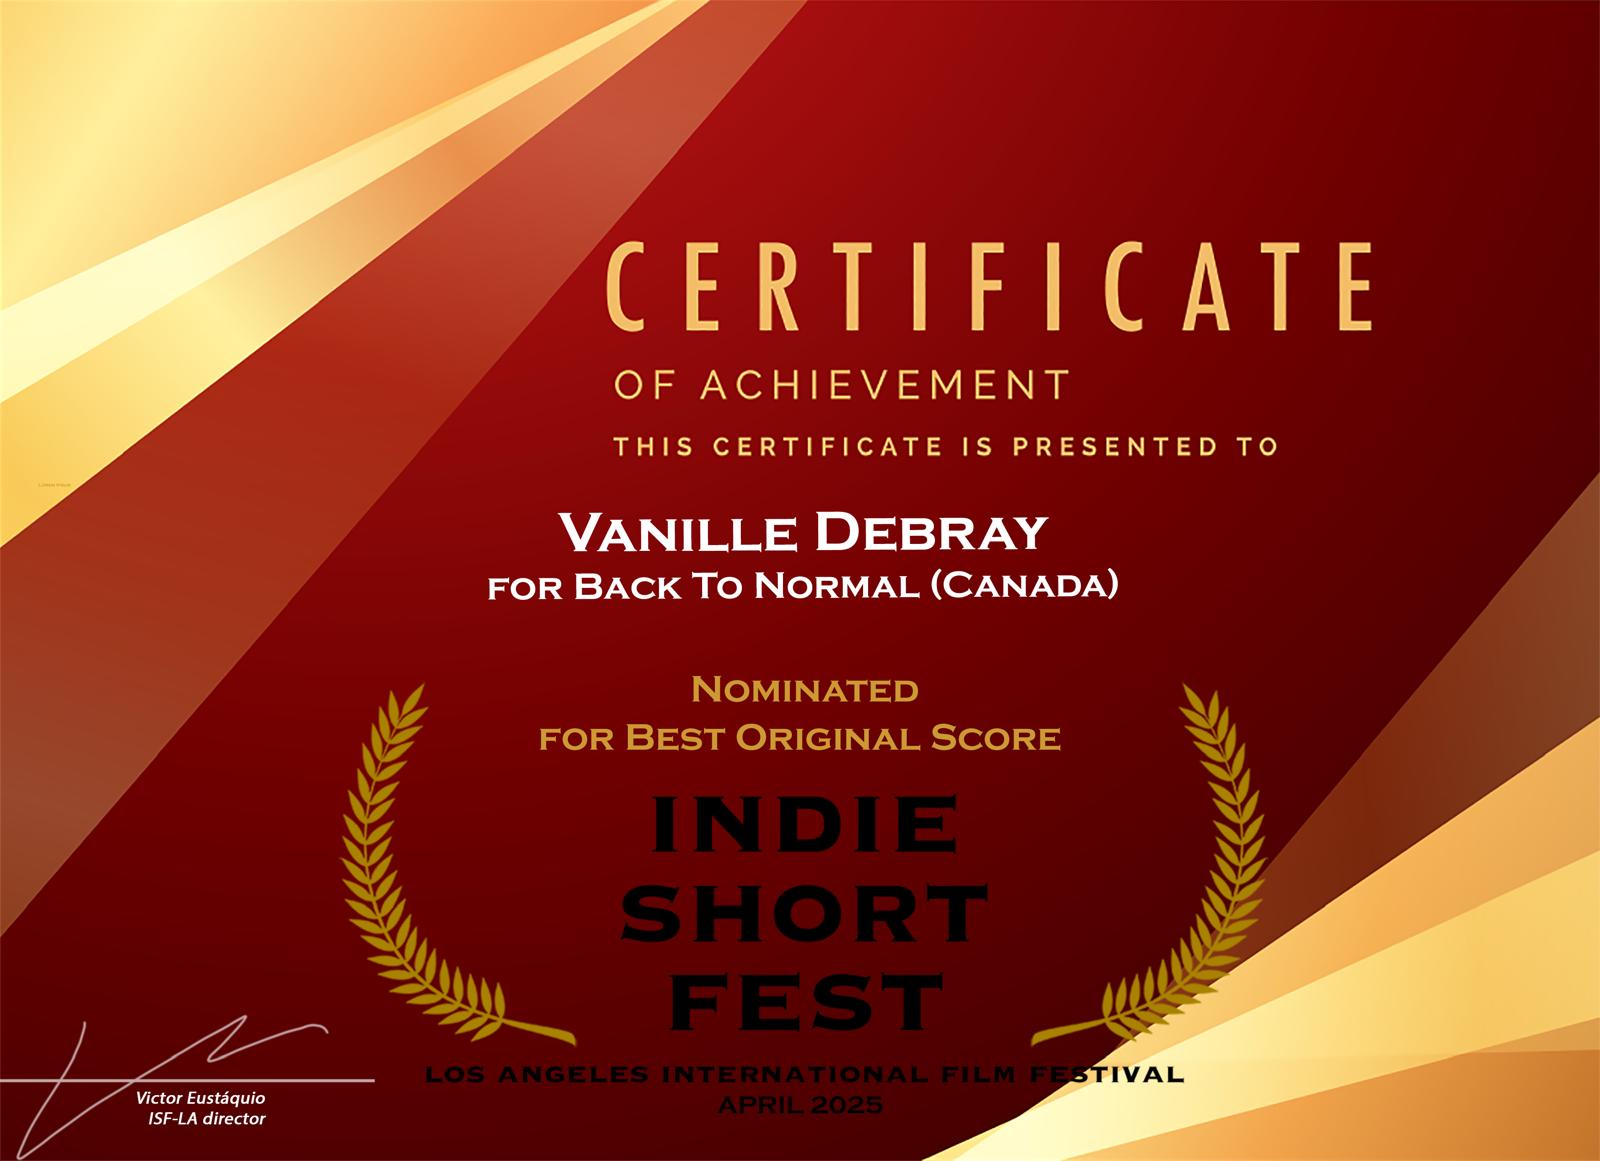 CERTIFICATE
OF ACHIEVEMENT
THIS CERTIFICATE IS PRESENTED TO
VANILLE DEBRAY
FOR BACK TO NORMAL (CANADA)
NOMINATED
FOR BEST ORIGINAL SCORE
INDIE
SHORT
FEST
LOS ANGELES INTERNATIONAL FILM FESTIVAL
APRIL 2025
Victor Eustáquio
ISF-LA director